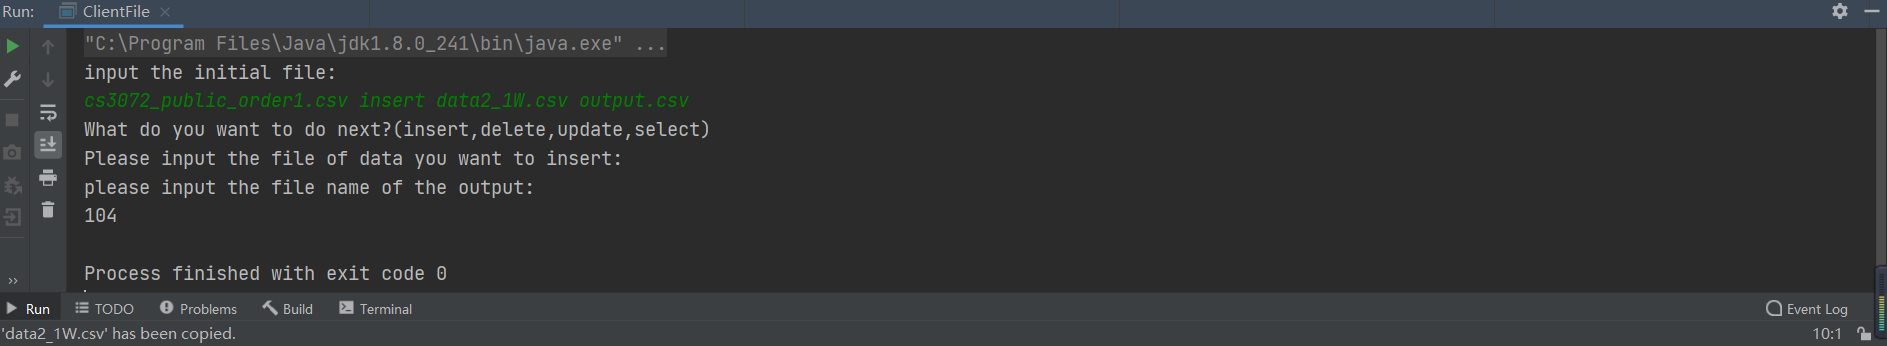 Run: ClientFile
"C:\Program Files\Java\jdk1.8.0_241\bin\java.exe" ...
input the initial file:
cs3072_public_order1.csv insert data2_1W.csv output.csv
What do you want to do next?(insert,delete,update,select)
Please input the file of data you want to insert:
please input the file name of the output:
104
Process finished with exit code 0
Run TODO Problems Build Terminal Event Log
'data2_1W.csv' has been copied. 10:1